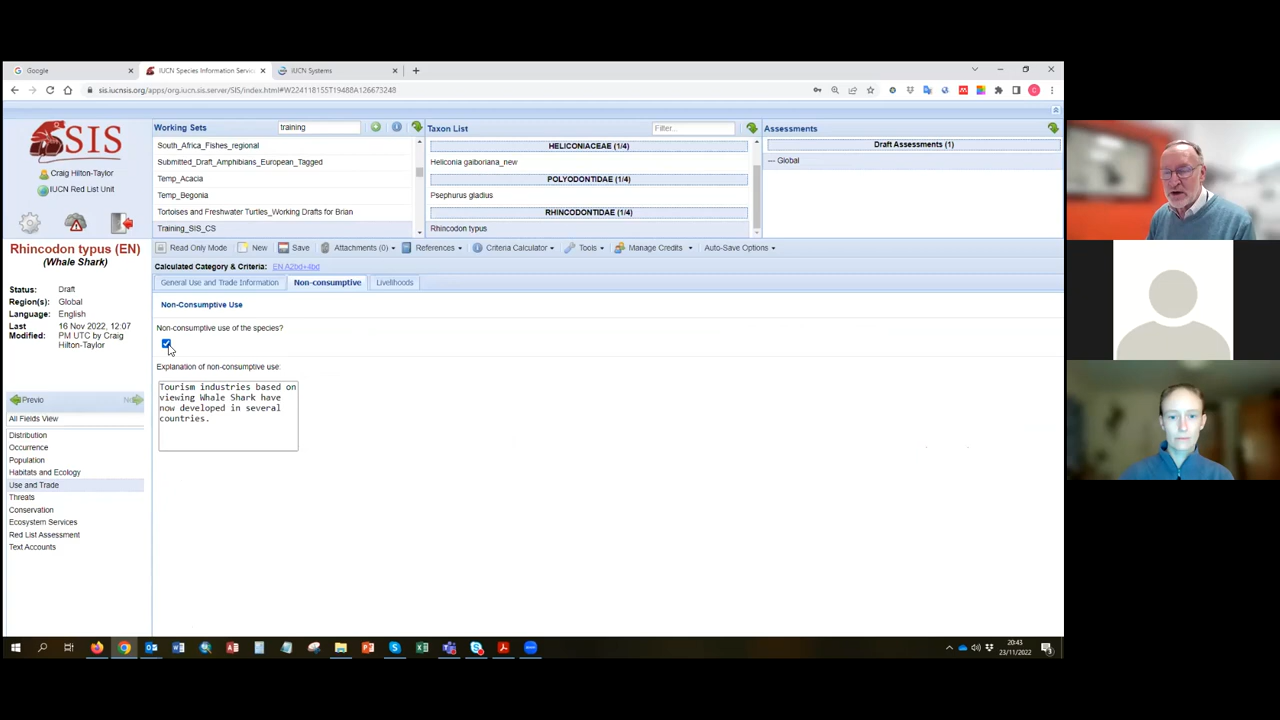 Google
IUCN Species Information Servic
IUCN Systems
sis.iucnsis.org/apps/org.iucn.sis.server/SIS/index.html#W224118155T19488A126673248
SIS
Craig Hilton-Taylor
IUCN Red List Unit
Working Sets
training
South_Africa_Fishes_regional
Submitted_Draft_Amphibians_European_Tagged
Temp_Acacia
Temp_Begonia
Tortoises and Freshwater Turtles_Working Drafts for Brian
Training_SIS_CS
Taxon List
Filter...
HELICONIACEAE (1/4)
Heliconia gaiboriana_new
POLYODONTIDAE (1/4)
Psephurus gladius
RHINCODONTIDAE (1/4)
Rhincodon typus
Assessments
Draft Assessments (1)
--- Global
Rhincodon typus (EN)
(Whale Shark)
Status: Draft
Region(s): Global
Language: English
Last Modified: 16 Nov 2022, 12:07 PM UTC by Craig Hilton-Taylor
Read Only Mode New Save Attachments (0) References Criteria Calculator Tools Manage Credits Auto-Save Options
Calculated Category & Criteria: EN A2bd+4bd
General Use and Trade Information Non-consumptive Livelihoods
Non-Consumptive Use
Non-consumptive use of the species?
Explanation of non-consumptive use:
Tourism industries based on
viewing Whale Shark have
now developed in several
countries.
Previo Ne
All Fields View
Distribution
Occurrence
Population
Habitats and Ecology
Use and Trade
Threats
Conservation
Ecosystem Services
Red List Assessment
Text Accounts
20:43
23/11/2022